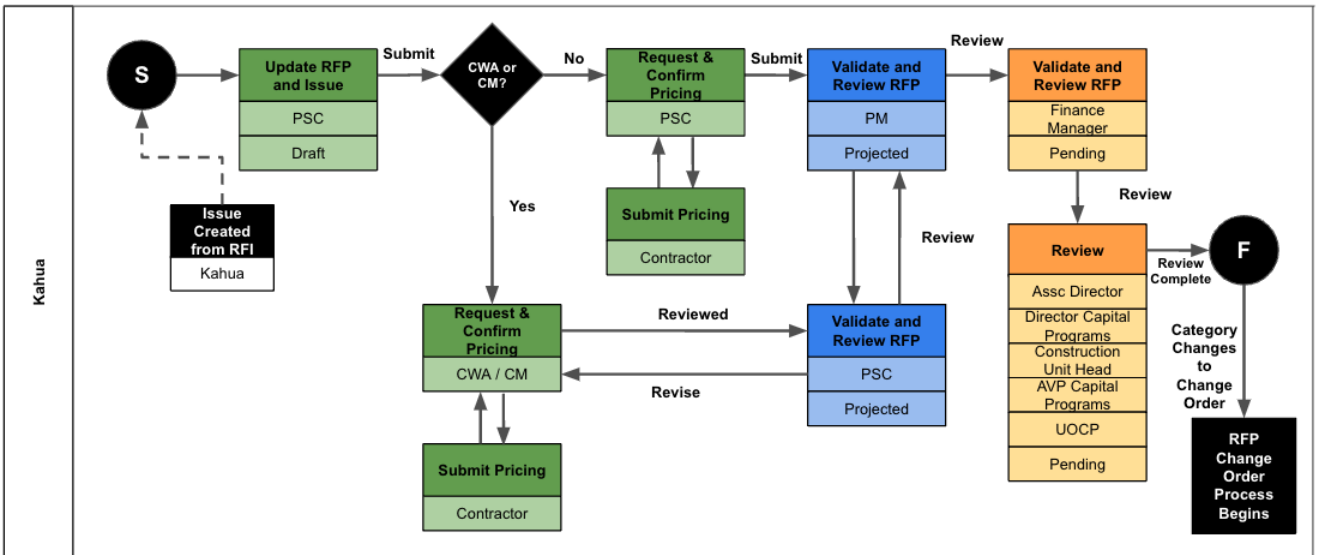 Kahua
S
Issue
Created
from RFI
Kahua
Update RFP
and Issue
PSC
Draft
Submit
CWA or
CM?
No
Yes
Request &
Confirm
Pricing
PSC
Submit Pricing
Contractor
Submit
Validate and
Review RFP
PM
Projected
Review
Validate and
Review RFP
Finance
Manager
Pending
Review
Request &
Confirm
Pricing
CWA / CM
Submit Pricing
Contractor
Reviewed
Revise
Validate and
Review RFP
PSC
Projected
Review
Review
Assc Director
Director Capital
Programs
Construction
Unit Head
AVP Capital
Programs
UOCP
Pending
Review
Complete
F
Category
Changes
to
Change
Order
RFP
Change
Order
Process
Begins